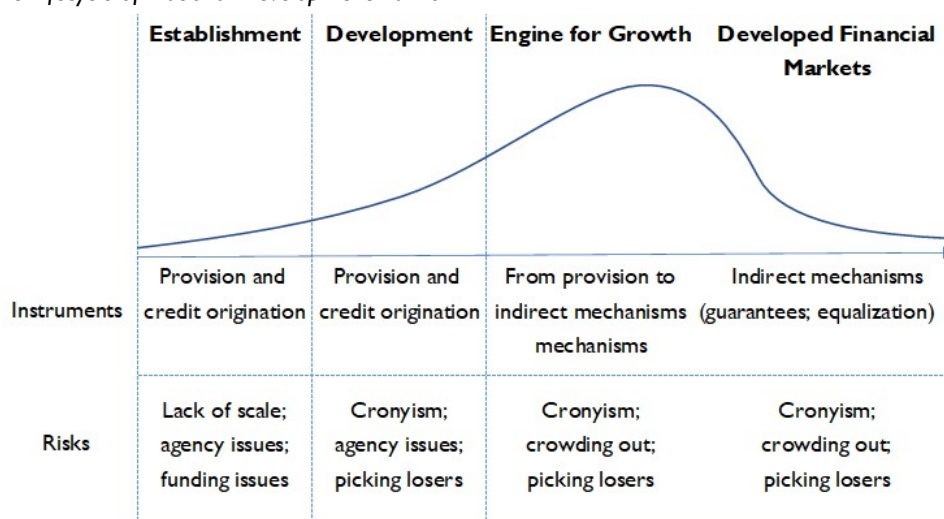 Establishment
Development
Engine for Growth
Developed Financial
Markets
Instruments
Provision and
credit origination
Provision and
credit origination
From provision to
indirect mechanisms
mechanisms
Indirect mechanisms
(guarantees; equalization)
Risks
Lack of scale;
agency issues;
funding issues
Cronyism;
agency issues;
picking losers
Cronyism;
crowding out;
picking losers
Cronyism;
crowding out;
picking losers